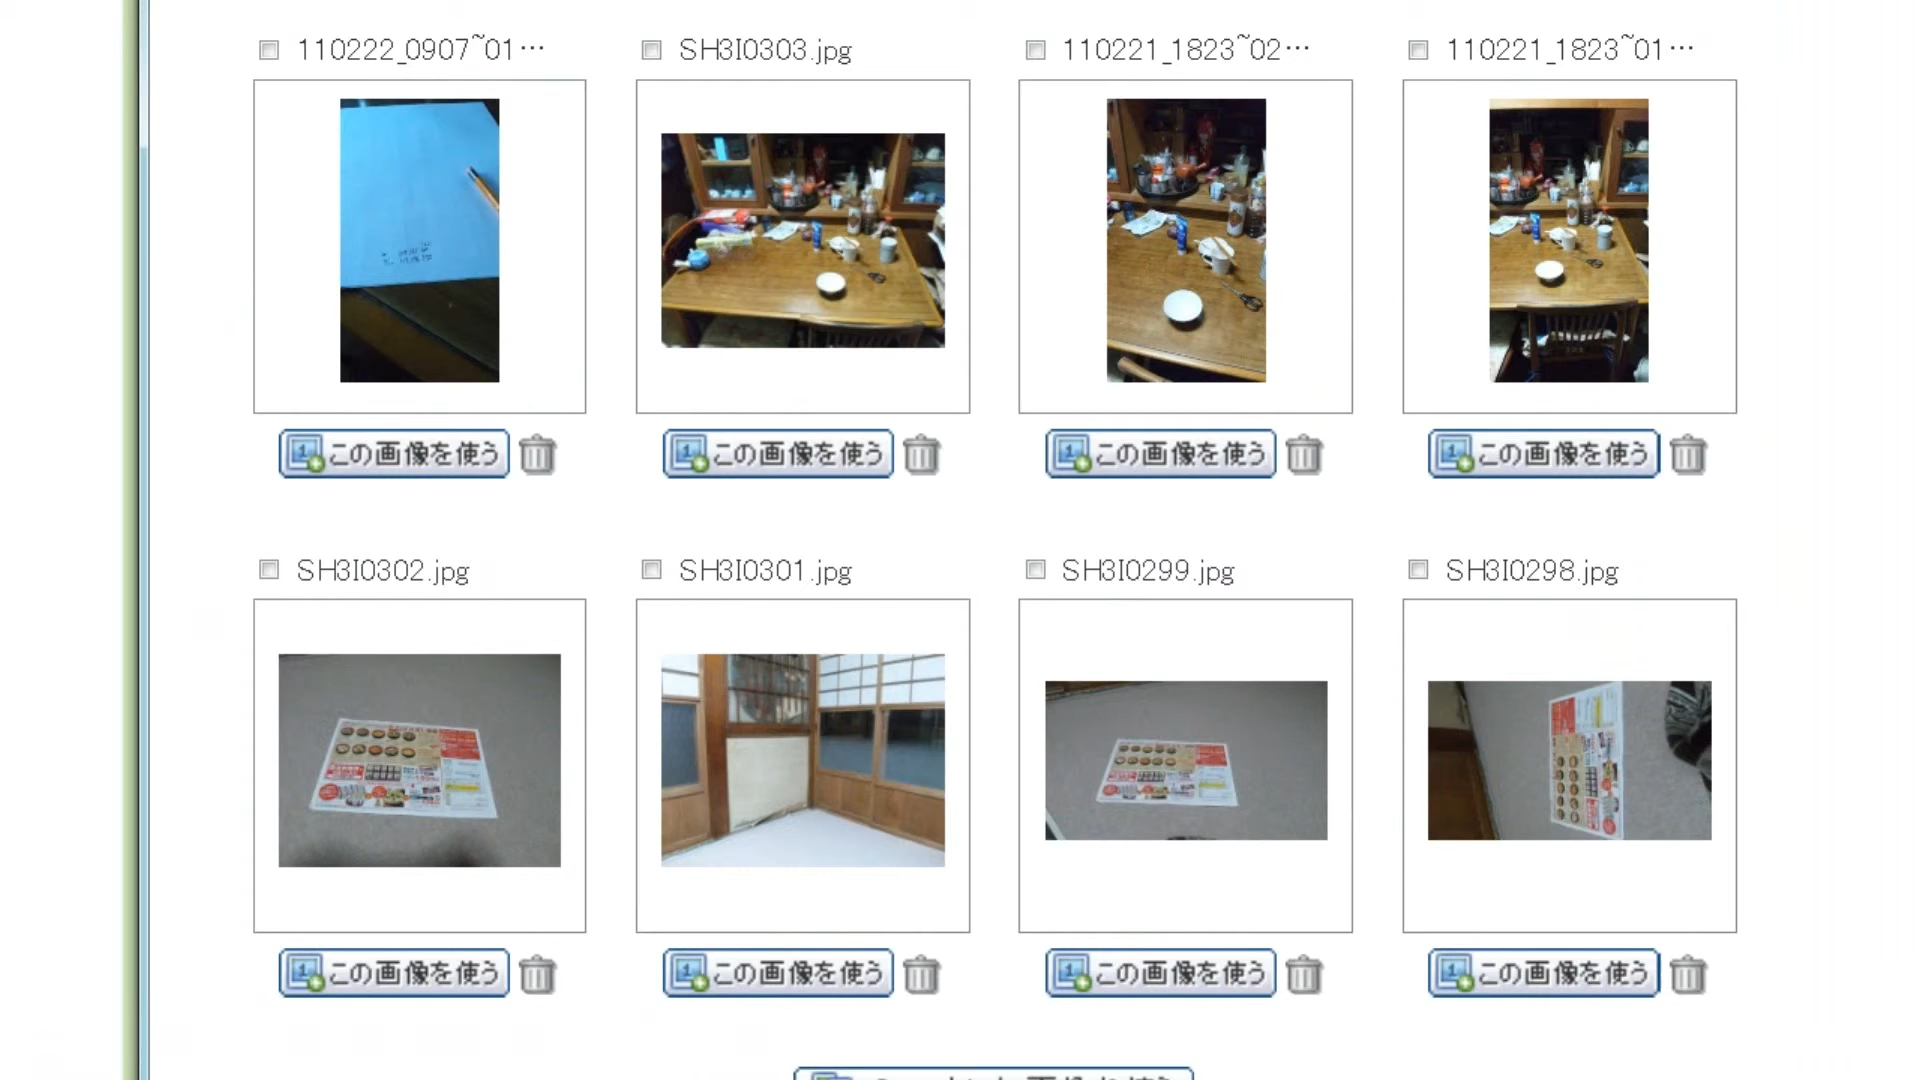 110222_0907~01…
SH3I0303.jpg
110221_1823~02…
110221_1823~01…
この画像を使う
この画像を使う
この画像を使う
この画像を使う
SH3I0302.jpg
SH3I0301.jpg
SH3I0299.jpg
SH3I0298.jpg
この画像を使う
この画像を使う
この画像を使う
この画像を使う